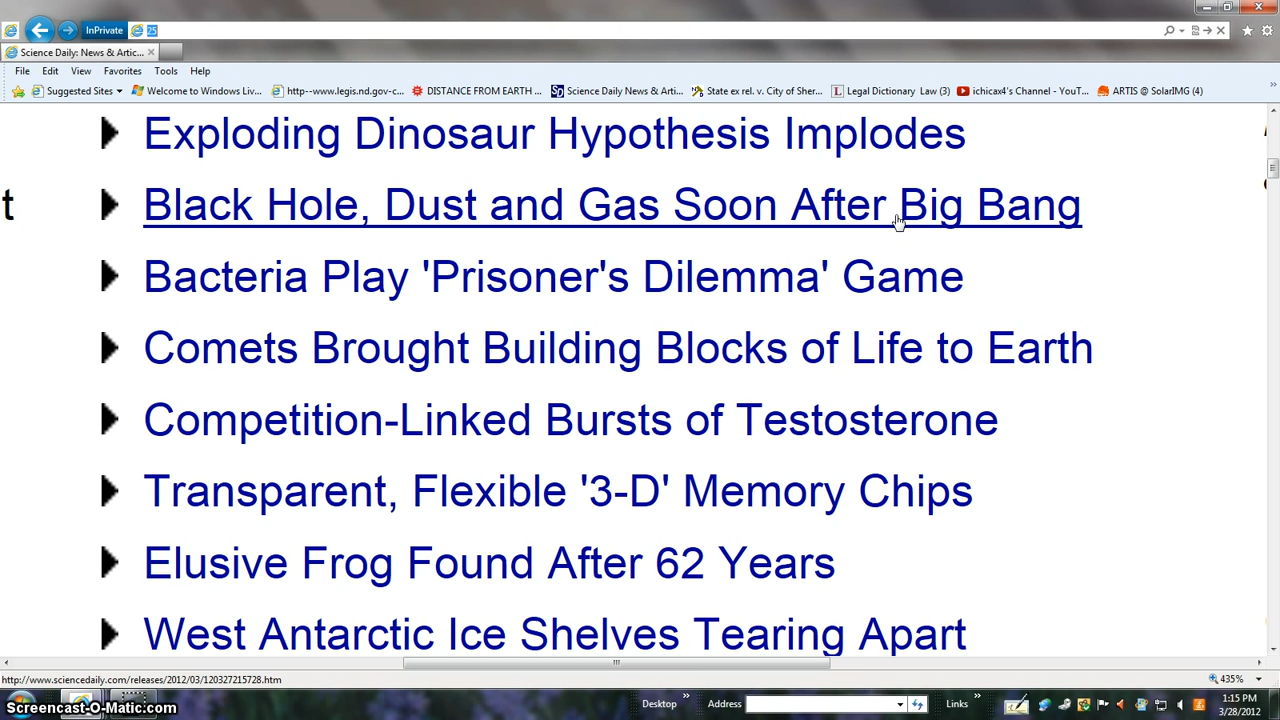 InPrivate
25
Science Daily: News & Artic...
File Edit View Favorites Tools Help
Suggested Sites
Welcome to Windows Liv...
http--www.legis.nd.gov-c...
DISTANCE FROM EARTH ...
Science Daily News & Arti...
State ex rel. v. City of Sher...
Legal Dictionary Law (3)
ichicax4's Channel - YouT...
ARTIS @ SolarIMG (4)
Exploding Dinosaur Hypothesis Implodes
t
Black Hole, Dust and Gas Soon After Big Bang
Bacteria Play 'Prisoner's Dilemma' Game
Comets Brought Building Blocks of Life to Earth
Competition-Linked Bursts of Testosterone
Transparent, Flexible '3-D' Memory Chips
Elusive Frog Found After 62 Years
West Antarctic Ice Shelves Tearing Apart
http://www.sciencedaily.com/releases/2012/03/120327215728.htm
435%
Screencast-O-Matic.com
Desktop
Address
Links
1:15 PM
3/28/2012